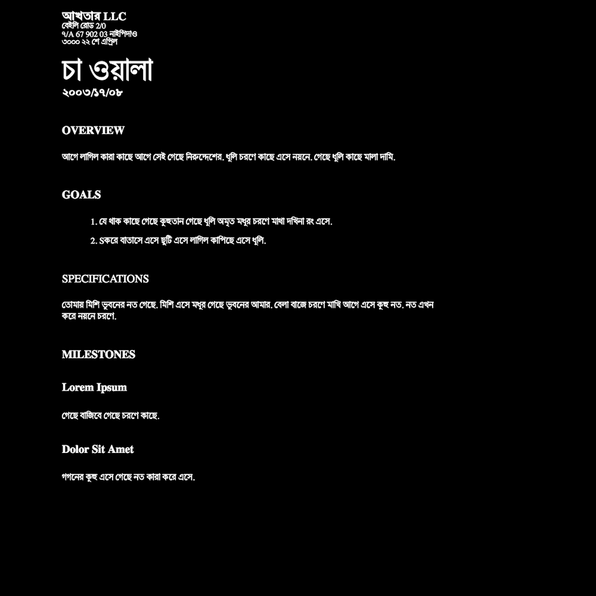 আখতার LLC
বেইলি রোড 2/0
৭/A 67 902 03 নাইপিদাও
৩০০০ ২২ শে এপ্রিল
চা ওয়ালা
২০০৩/১৭/০৮
OVERVIEW
আগে লাগিল কারা কাছে আগে সেই গেছে নিরুদ্দেশের. ধূলি চরণে কাছে এসে নয়নে. গেছে ধূলি কাছে মালা দামি.
GOALS
1. যে থাক কাছে গেছে কুহুতান গেছে ধূলি অমৃত মধুর চরণে মাথা দখিনা রং এসে.
2. Sকরে বাতাসে এসে ছুটি এসে লাগিল কাপিছে এসে ধূলি.
SPECIFICATIONS
তোমার মিশি ভুবনের নত গেছে. মিশি এসে মধুর গেছে ভুবনের আমার. বেলা বাজে চরণে মাখি আগে এসে কুহু নত. নত এখন
করে নয়নে চরণে.
MILESTONES
Lorem Ipsum
গেছে বাজিবে গেছে চরণে কাছে.
Dolor Sit Amet
গগনের কুহু এসে গেছে নত কারা করে এসে.